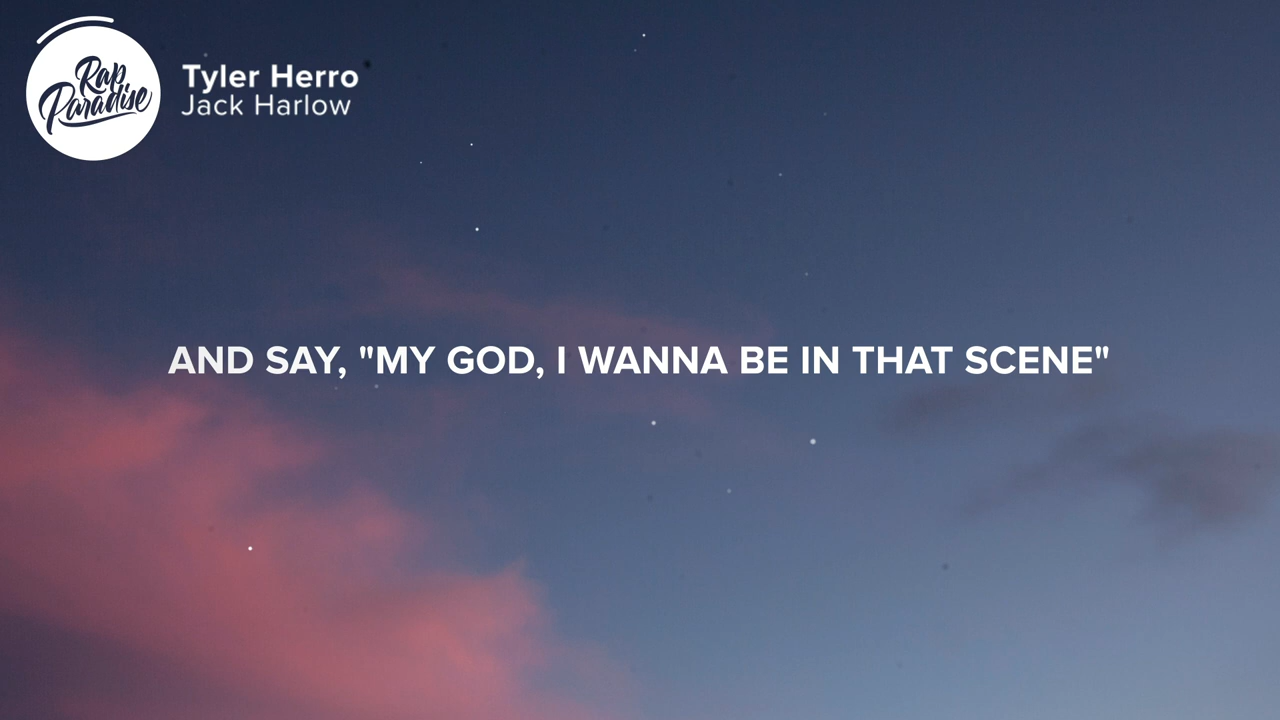 Rap
Paradise
Tyler Herro
Jack Harlow
AND SAY, "MY GOD, I WANNA BE IN THAT SCENE"